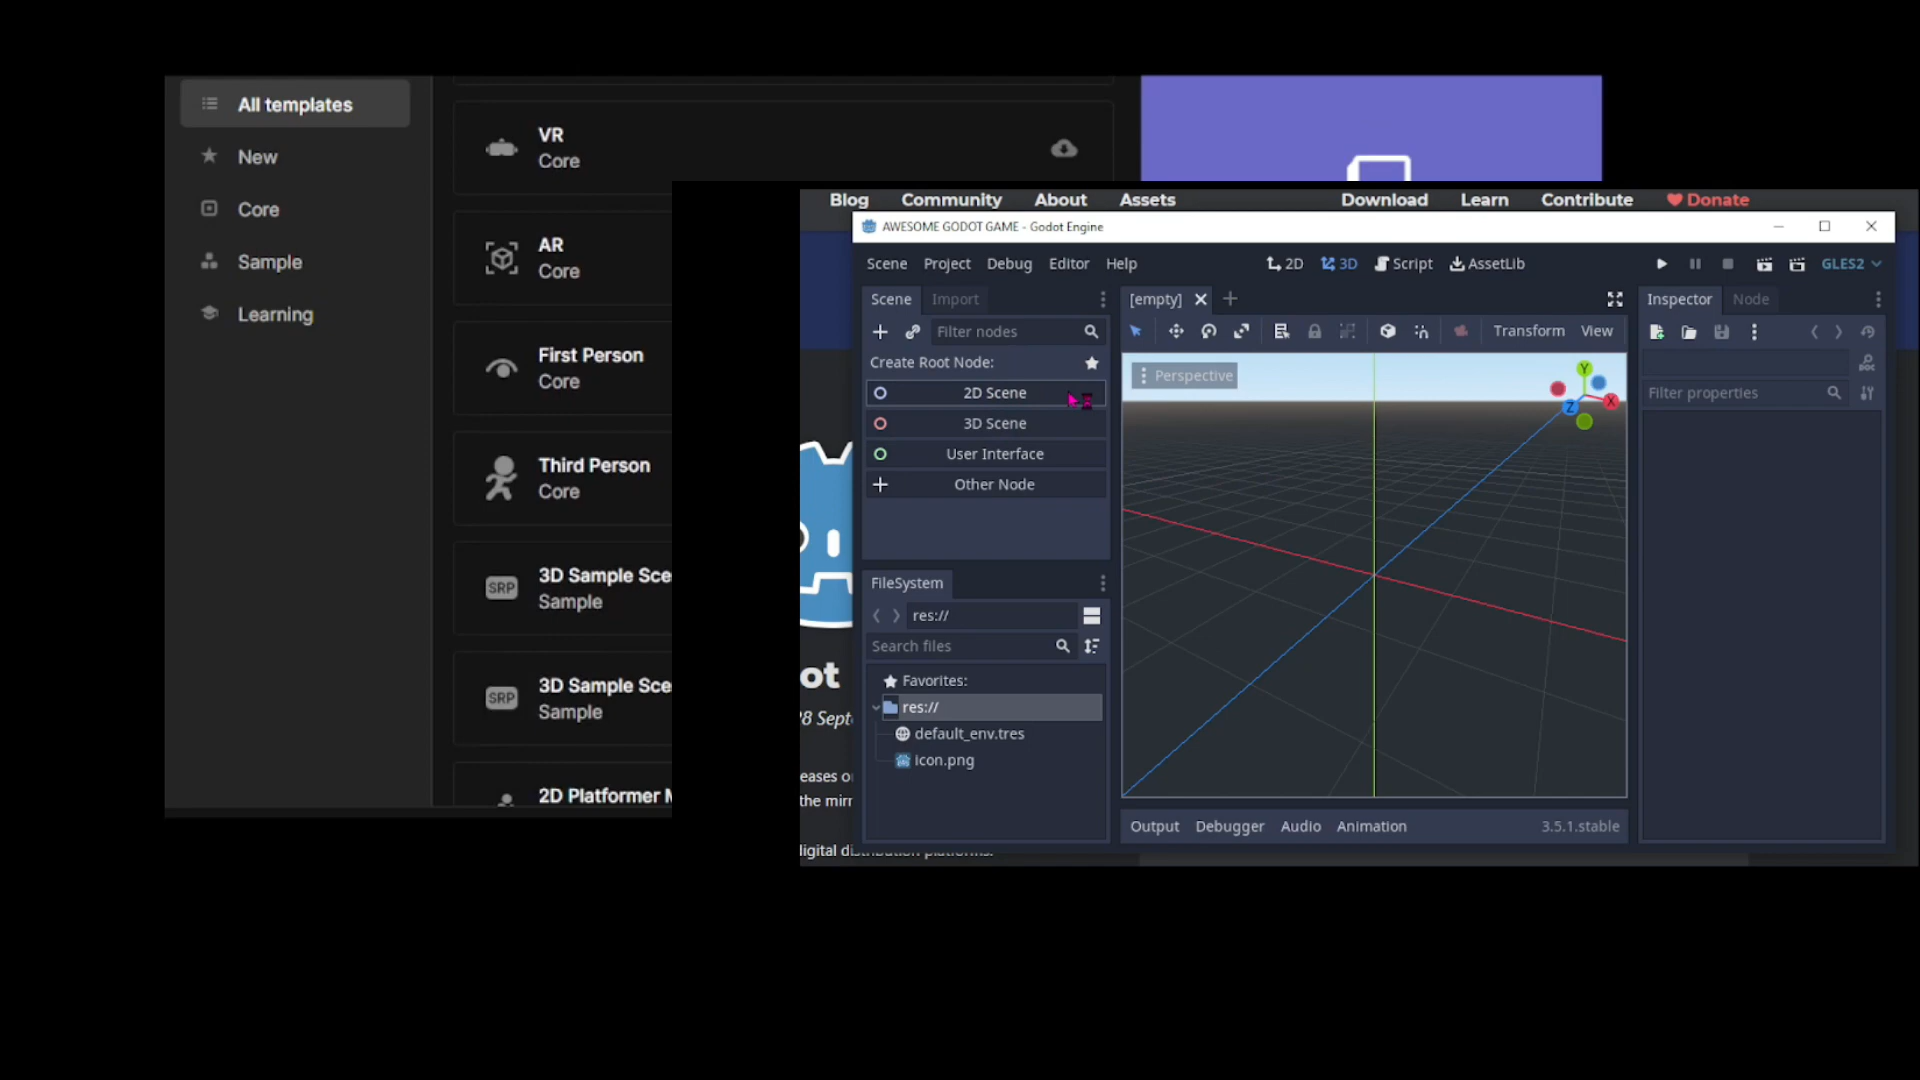 All templates
New
Core
Sample
Learning
VR
Core
AR
Core
First Person
Core
Third Person
Core
SRP
3D Sample Sce
Sample
SRP
3D Sample Sce
Sample
2D Platformer M
Blog Community About Assets Download Learn Contribute Donate
AWESOME GODOT GAME - Godot Engine
Scene Project Debug Editor Help 2D 3D Script AssetLib GLES2
Scene Import
Filter nodes
Create Root Node:
2D Scene
3D Scene
User Interface
Other Node
FileSystem
res://
Search files
Favorites:
res://
default_env.tres
icon.png
[empty]
Transform View
Perspective
Y
X
Z
Output Debugger Audio Animation 3.5.1.stable
Inspector Node
Filter properties
ot
28 Sept
eases o
the mirr
digital distribution platforms.